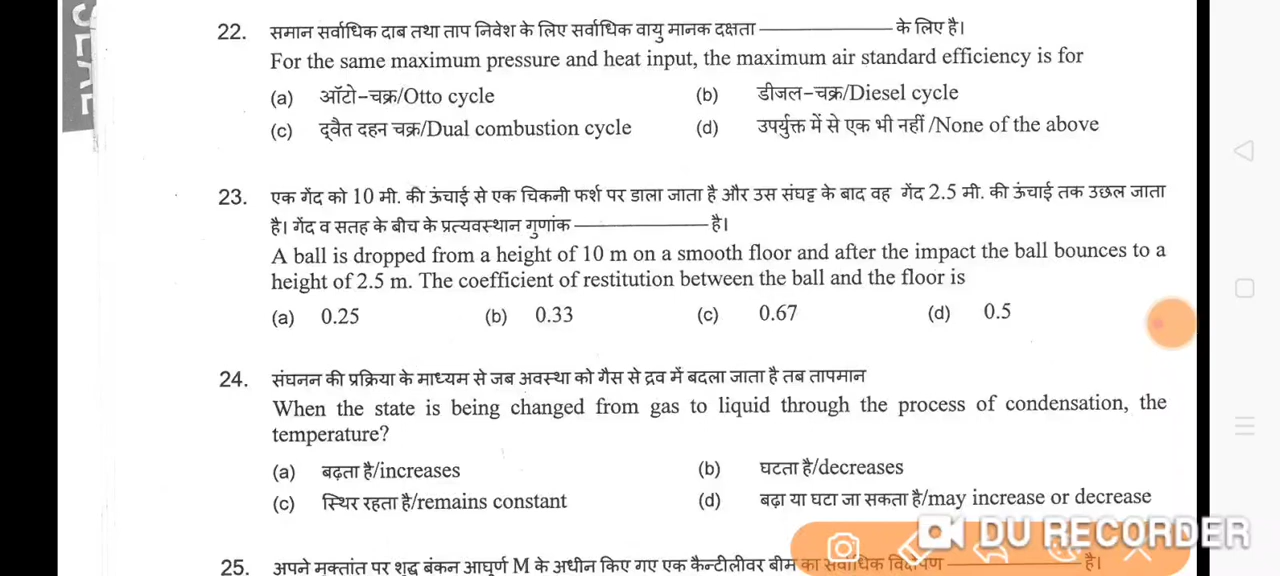 SEAL
22. समान सर्वाधिक दाब तथा ताप निवेश के लिए सर्वाधिक वायु मानक दक्षता ____________ के लिए है।
For the same maximum pressure and heat input, the maximum air standard efficiency is for
(a) ऑटो-चक्र/Otto cycle (b) डीजल-चक्र/Diesel cycle
(c) द्वैत दहन चक्र/Dual combustion cycle (d) उपर्युक्त में से एक भी नहीं /None of the above
23. एक गेंद को 10 मी. की ऊंचाई से एक चिकनी फर्श पर डाला जाता है और उस संघट्ट के बाद वह गेंद 2.5 मी. की ऊंचाई तक उछल जाता
है। गेंद व सतह के बीच के प्रत्यवस्थान गुणांक ____________ है।
A ball is dropped from a height of 10 m on a smooth floor and after the impact the ball bounces to a
height of 2.5 m. The coefficient of restitution between the ball and the floor is
(a) 0.25 (b) 0.33 (c) 0.67 (d) 0.5
24. संघनन की प्रक्रिया के माध्यम से जब अवस्था को गैस से द्रव में बदला जाता है तब तापमान
When the state is being changed from gas to liquid through the process of condensation, the
temperature?
(a) बढ़ता है/increases (b) घटता है/decreases
(c) स्थिर रहता है/remains constant (d) बढ़ा या घटा जा सकता है/may increase or decrease
DU RECORDER
25. अपने मुक्तांत पर शुद्ध बंकन आघूर्ण M के अधीन किए गए एक कैन्टीलीवर बीम का सर्वाधिक ____________ है।